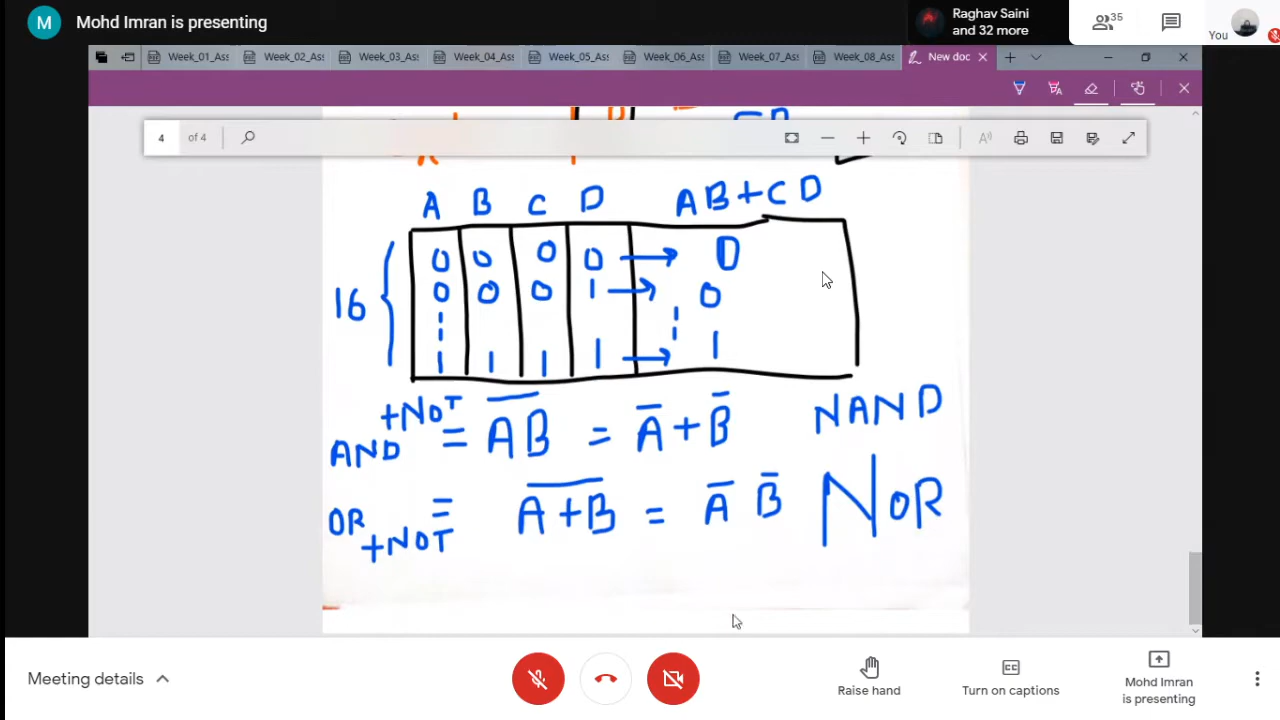 M Mohd Imran is presenting
Raghav Saini
and 32 more
35
You
Week_01_Ass
Week_02_Ass
Week_03_Ass
Week_04_Ass
Week_05_Ass
Week_06_Ass
Week_07_Ass
Week_08_Ass
New doc
4 of 4
A B C D AB+CD
0 0 0 0 → 0
0 0 0 1 → 0
16
1 1 1 1 → 1
AND +NOT = A̅B̅ = A̅ + B̅ NAND
OR +NOT = A̅+̅B̅ = A̅ B̅ NOR
Meeting details
Raise hand
Turn on captions
Mohd Imran
is presenting